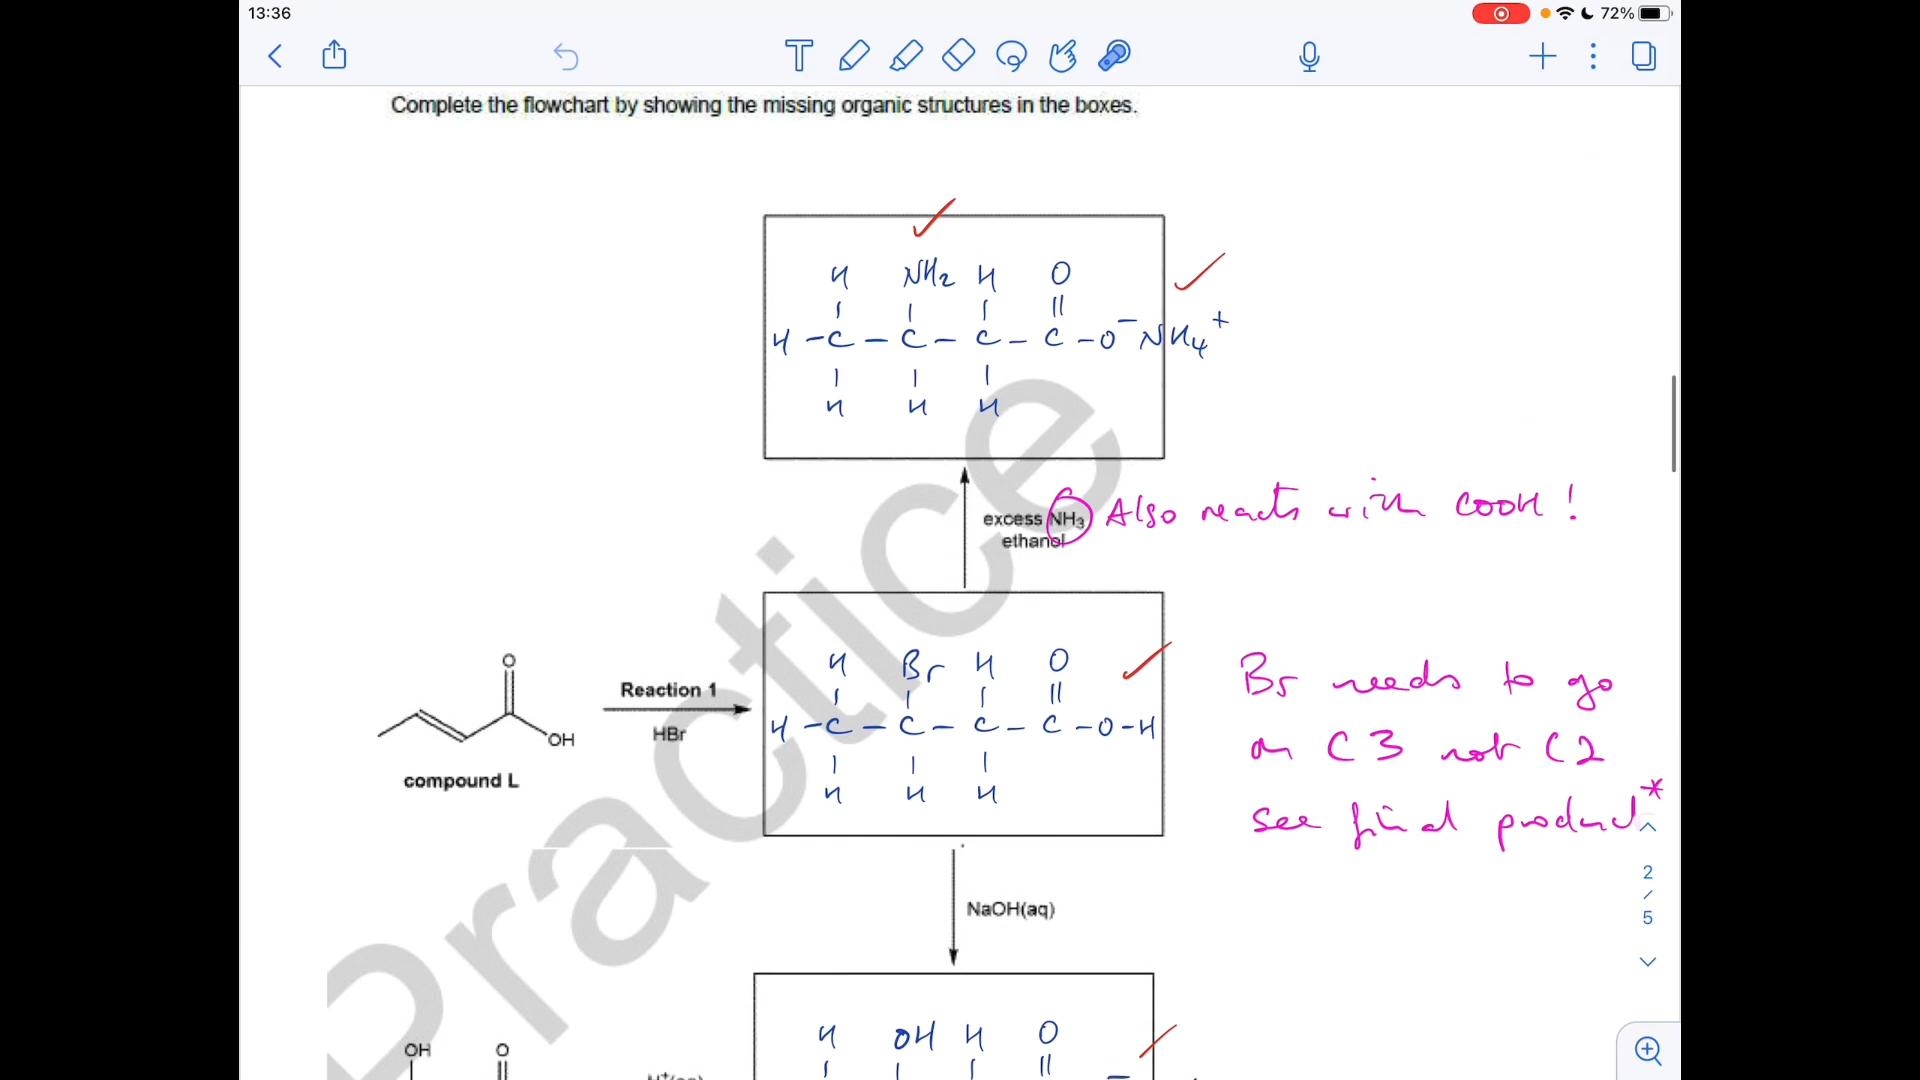 13:36
72%
T
Complete the flowchart by showing the missing organic structures in the boxes.
H NH2 H O
H - C - C - C - C - O⁻ NH4⁺
H H H
excess NH3 Also reacts with COOH !
ethanol
H Br H O
H - C - C - C - C - O - H
H H H
O
OH
compound L
Reaction 1
HBr
Br needs to go
on C3 not C2
see final product*
2
/
5
NaOH(aq)
H OH H O
OH O
Practice